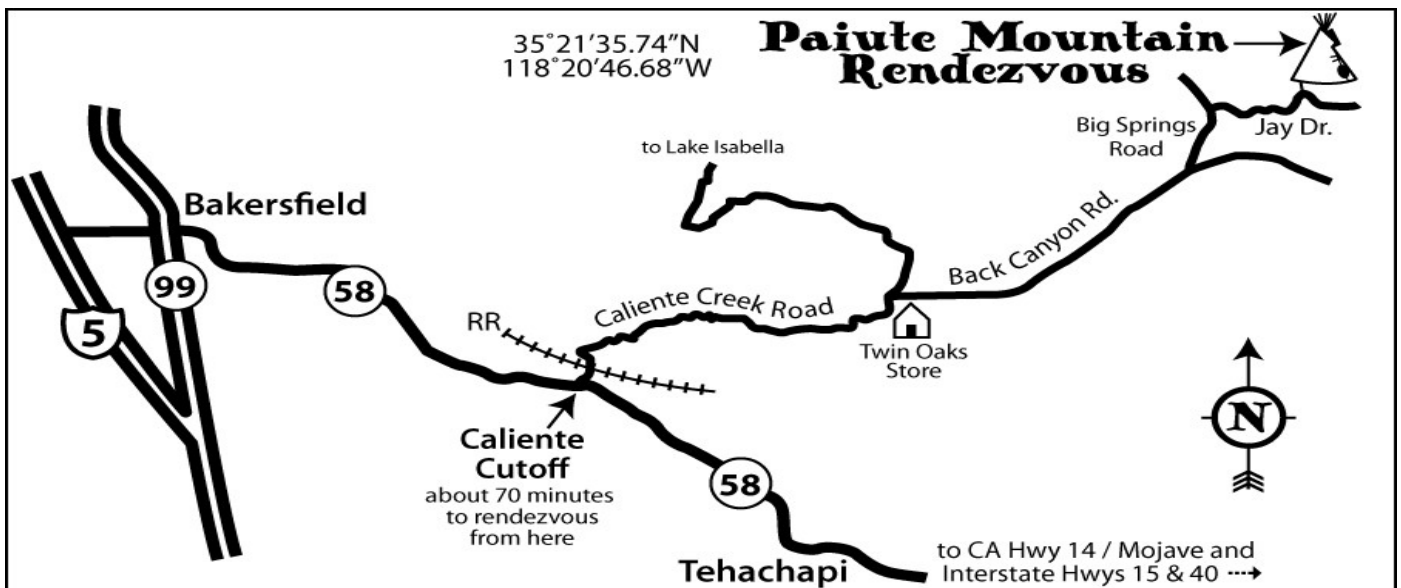 35°21'35.74"N
118°20'46.68"W
Paiute Mountain
Rendezvous
Big Springs
Road
Jay Dr.
to Lake Isabella
Bakersfield
Back Canyon Rd.
99
58
5
RR
Caliente Creek Road
Twin Oaks
Store
N
Caliente
Cutoff
about 70 minutes
to rendezvous
from here
58
Tehachapi
to CA Hwy 14 / Mojave and
Interstate Hwys 15 & 40